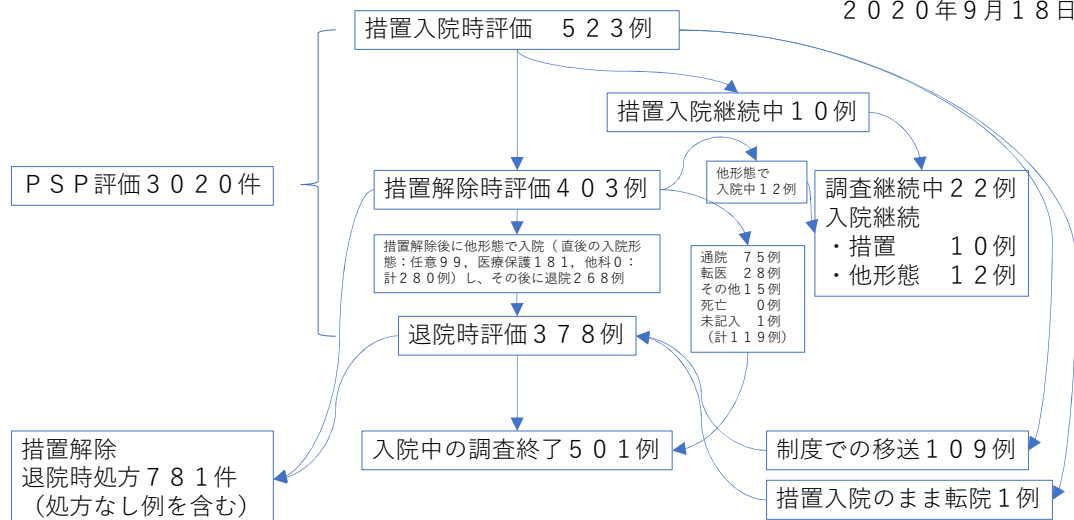 ２０２０年９月１８日
措置入院時評価　５２３例
措置入院継続中１０例
ＰＳＰ評価３０２０件
措置解除時評価４０３例
他形態で
入院中１２例
調査継続中２２例
入院継続
・措置　　１０例
・他形態　１２例
措置解除後に他形態で入院（直後の入院形
態：任意９９，医療保護１８１，他科０：
計２８０例）し、その後に退院２６８例
通院　７５例
転医　２８例
その他１５例
死亡　　０例
未記入　１例
（計１１９例）
退院時評価３７８例
措置解除
退院時処方７８１件
（処方なし例を含む）
入院中の調査終了５０１例
制度での移送１０９例
措置入院のまま転院１例